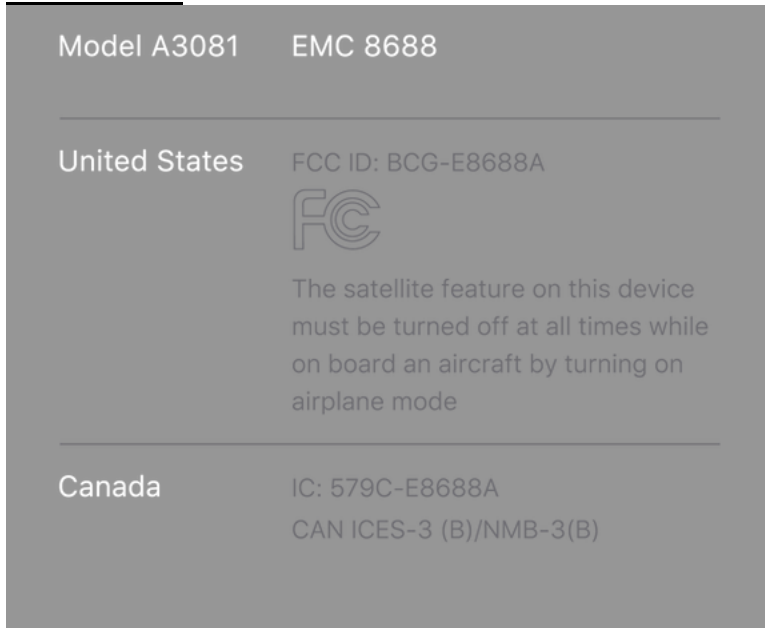 Model A3081 EMC 8688
United States FCC ID: BCG-E8688A
FC
The satellite feature on this device
must be turned off at all times while
on board an aircraft by turning on
airplane mode
Canada IC: 579C-E8688A
CAN ICES-3 (B)/NMB-3(B)